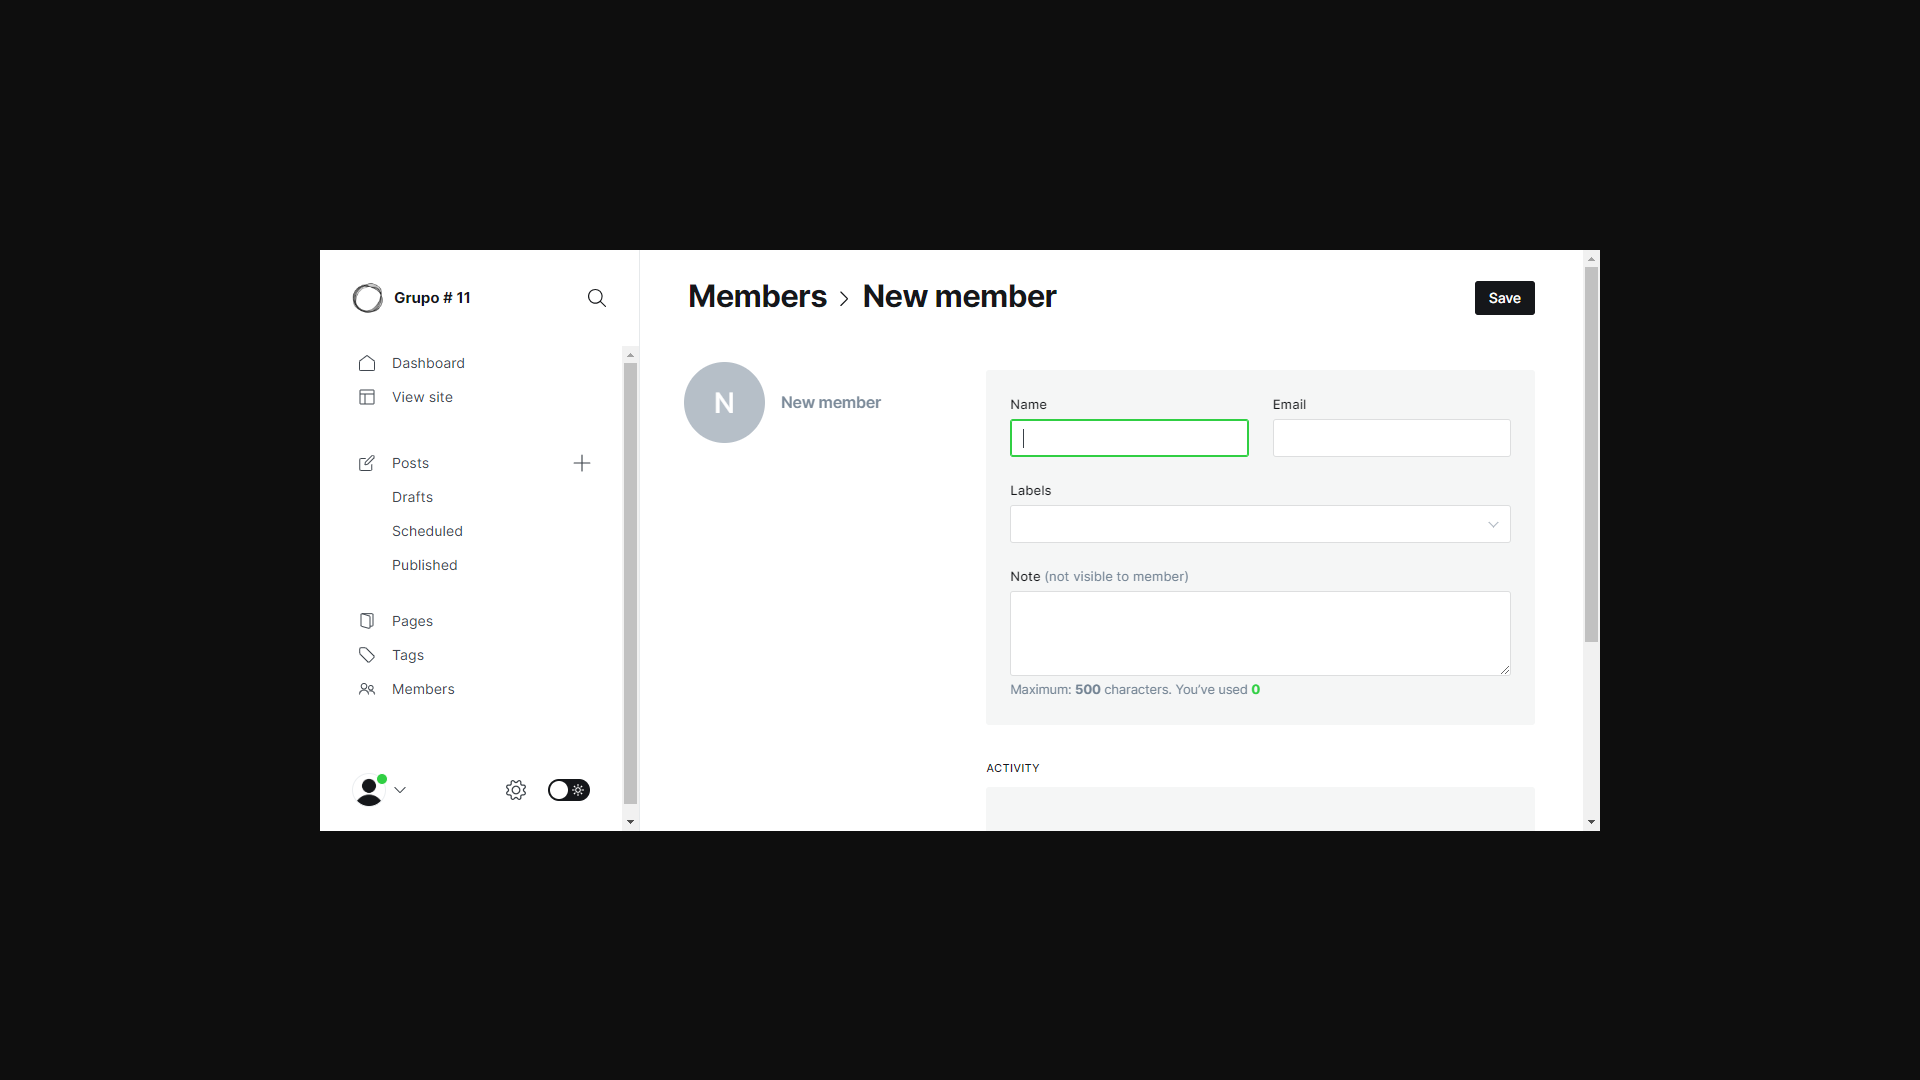 Grupo # 11
Dashboard
View site
Posts
Drafts
Scheduled
Published
Pages
Tags
Members
Members > New member
Save
N
New member
Name
Email
Labels
Note (not visible to member)
Maximum: 500 characters. You’ve used 0
ACTIVITY